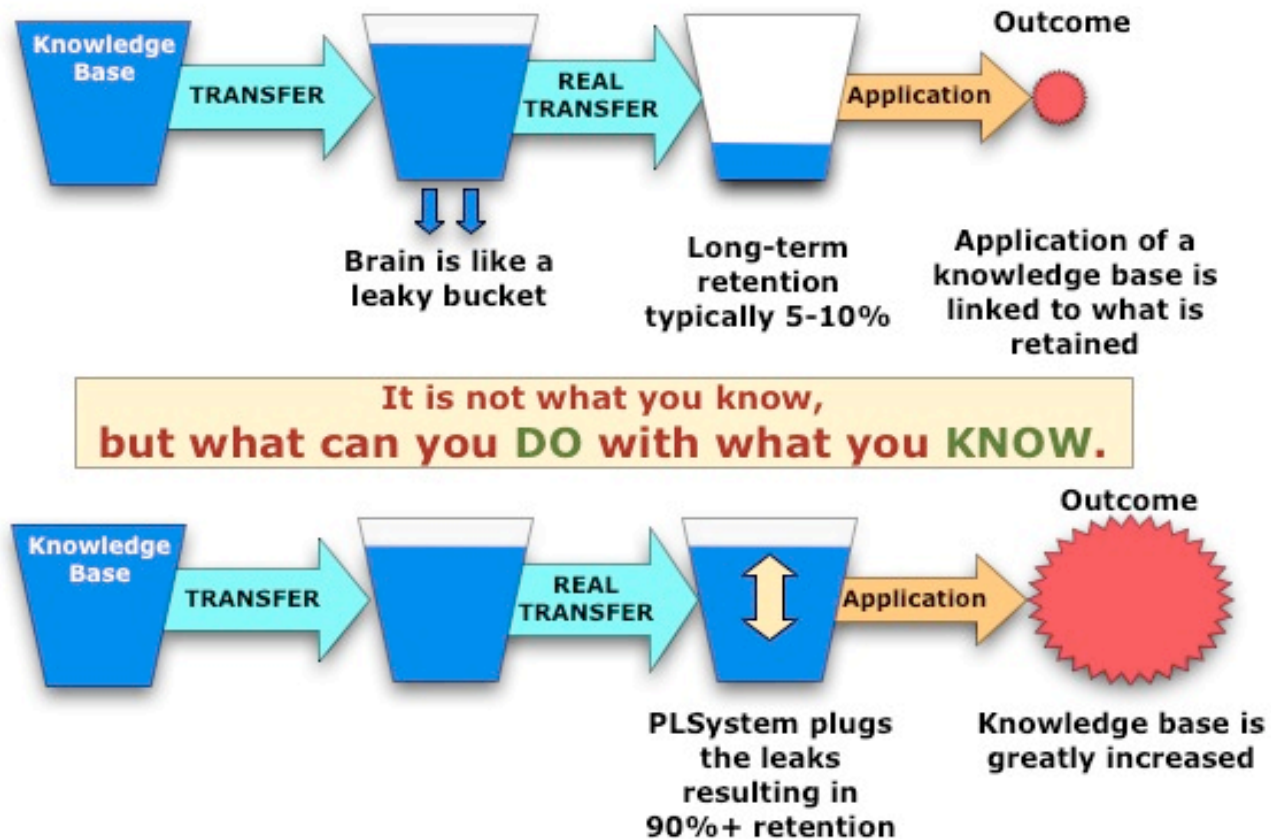 Knowledge
Base
TRANSFER
REAL
TRANSFER
Application
Outcome
Brain is like a
leaky bucket
Long-term
retention
typically 5-10%
Application of a
knowledge base is
linked to what is
retained
It is not what you know,
but what can you DO with what you KNOW.
Knowledge
Base
TRANSFER
REAL
TRANSFER
Application
Outcome
PLSystem plugs
the leaks
resulting in
90%+ retention
Knowledge base is
greatly increased